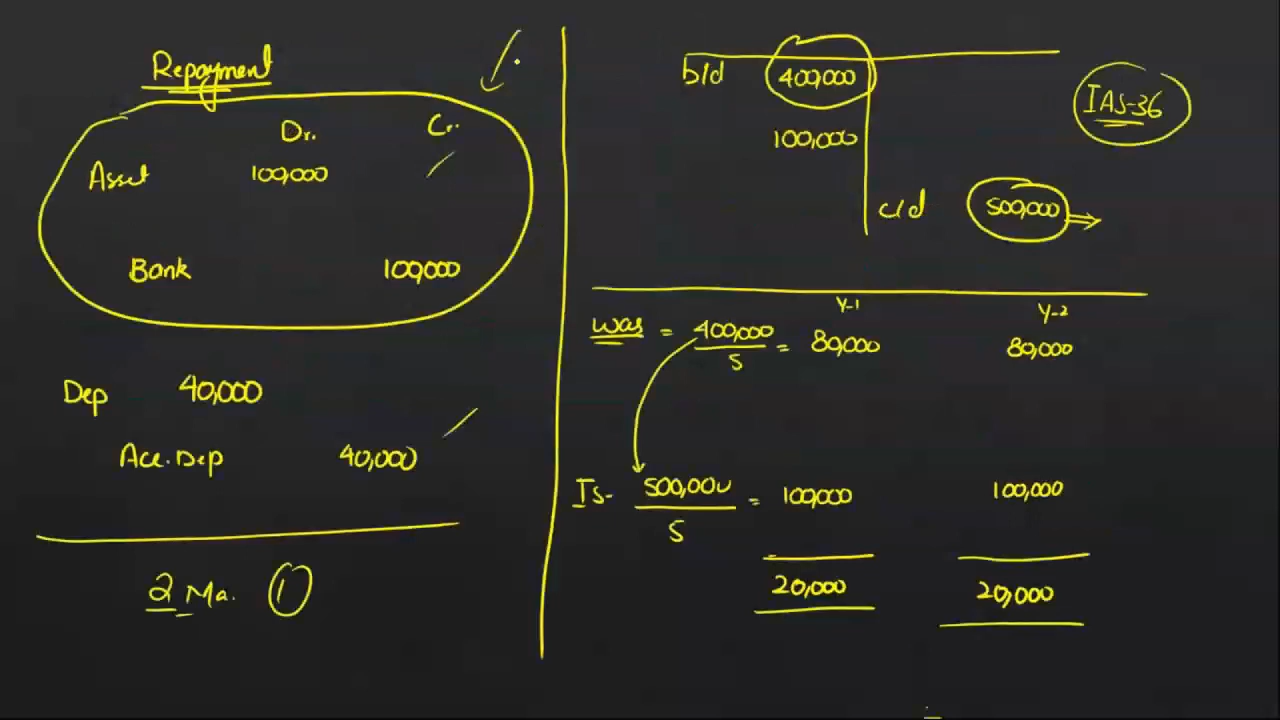 Repayment
Dr. Cr.
Asset 100,000
Bank 100,000
Dep 40,000
Acc. Dep 40,000
2 Ma. 1
b/d 400,000
100,000
c/d 500,000
IAS-36
Y-1 Y-2
Was = 400,000 / 5 = 80,000 80,000
Is- 500,000 / 5 = 100,000 100,000
20,000 20,000